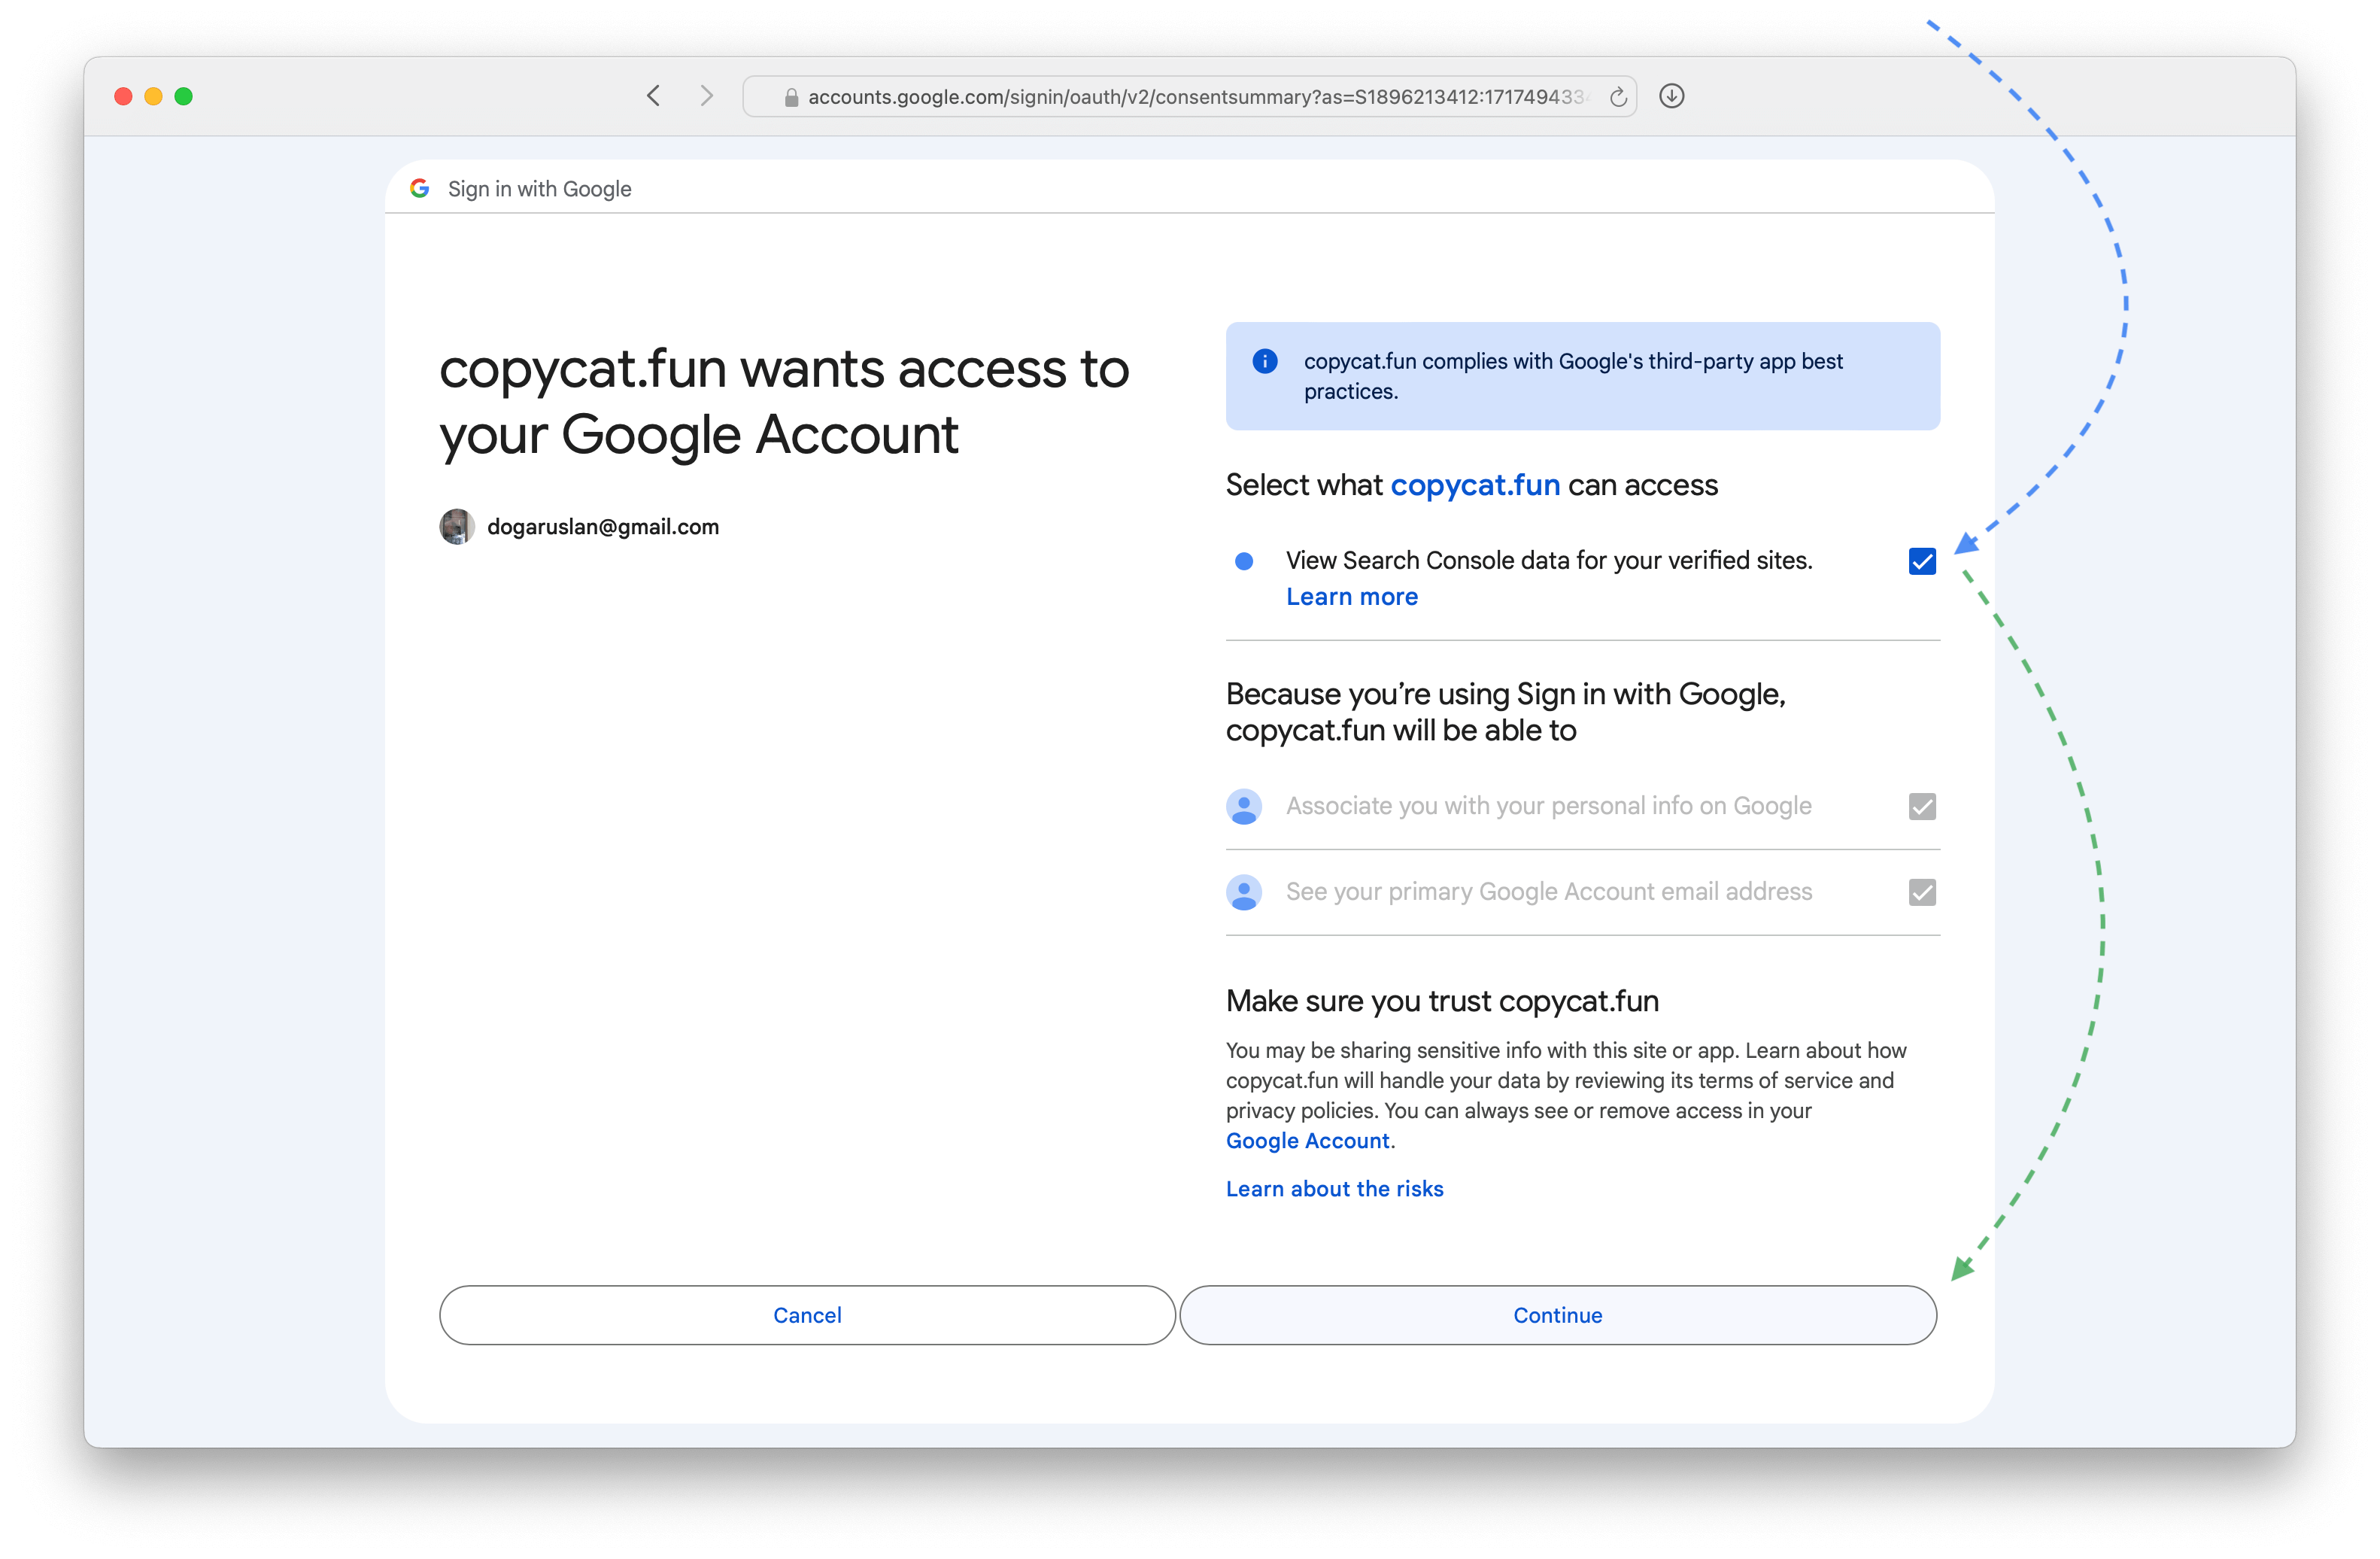 accounts.google.com/signin/oauth/v2/consentsummary?as=S1896213412:171749433
Sign in with Google
copycat.fun wants access to
your Google Account
dogaruslan@gmail.com
copycat.fun complies with Google's third-party app best
practices.
Select what copycat.fun can access
View Search Console data for your verified sites.
Learn more
Because you’re using Sign in with Google,
copycat.fun will be able to
Associate you with your personal info on Google
See your primary Google Account email address
Make sure you trust copycat.fun
You may be sharing sensitive info with this site or app. Learn about how
copycat.fun will handle your data by reviewing its terms of service and
privacy policies. You can always see or remove access in your
Google Account.
Learn about the risks
Cancel
Continue